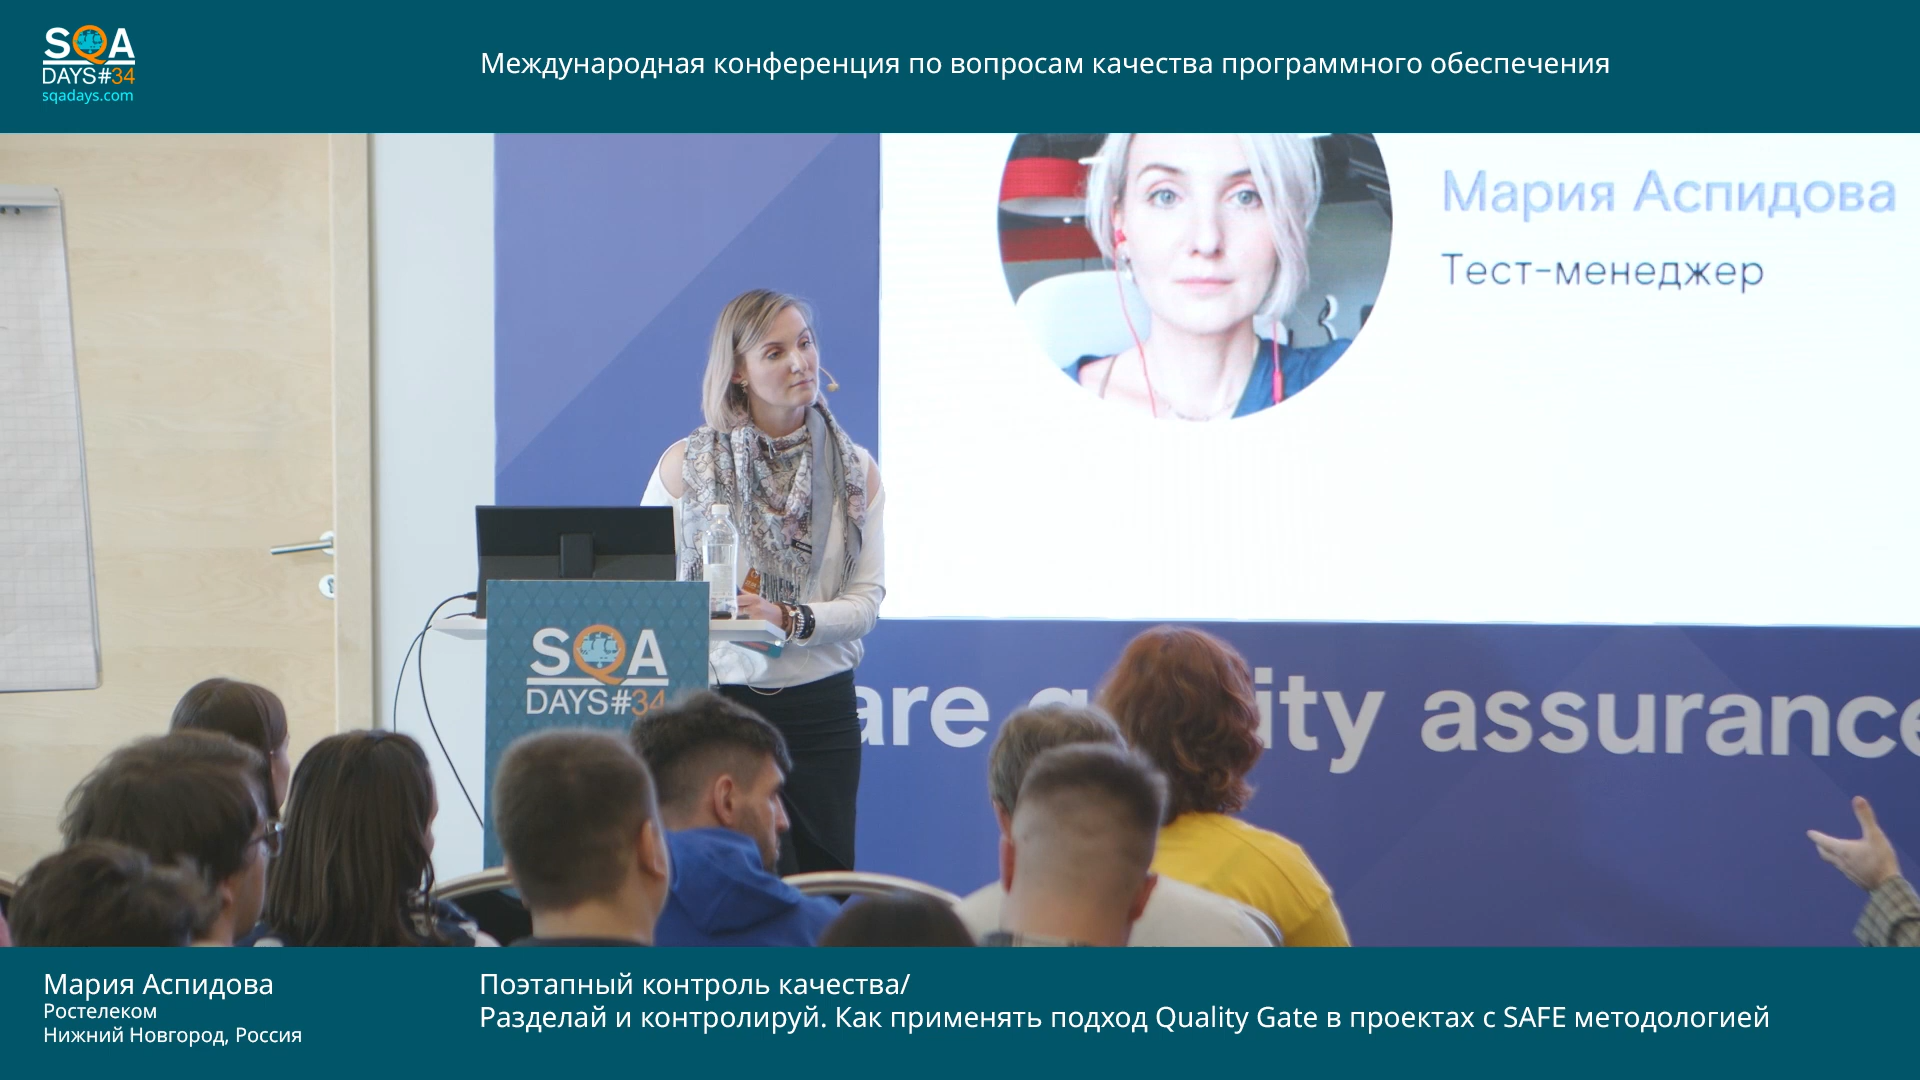 SQA
DAYS#34
sqadays.com
Международная конференция по вопросам качества программного обеспечения
Мария Аспидова
Тест-менеджер
SQA
DAYS#34
assurance
Мария Аспидова
Ростелеком
Нижний Новгород, Россия
Поэтапный контроль качества/
Разделай и контролируй. Как применять подход Quality Gate в проектах с SAFE методологией